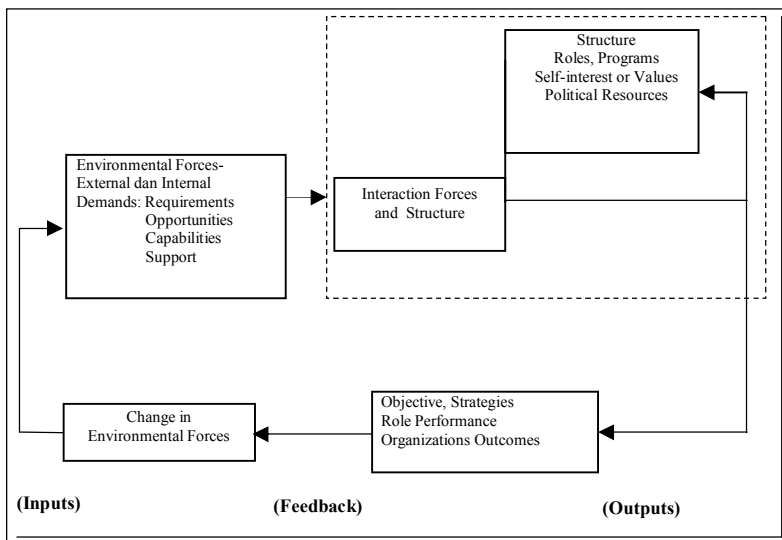 Structure
Roles, Programs
Self-interest or Values
Political Resources
Environmental Forces-
External dan Internal
Demands: Requirements
Opportunities
Capabilities
Support
Interaction Forces
and Structure
Change in
Environmental Forces
Objective, Strategies
Role Performance
Organizations Outcomes
(Inputs)
(Feedback)
(Outputs)